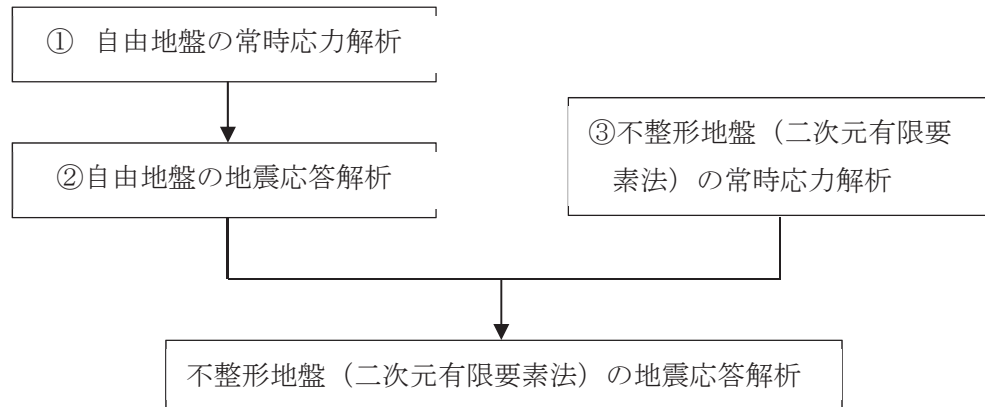 ① 自由地盤の常時応力解析
②自由地盤の地震応答解析
③不整形地盤（二次元有限要
素法）の常時応力解析
不整形地盤（二次元有限要素法）の地震応答解析